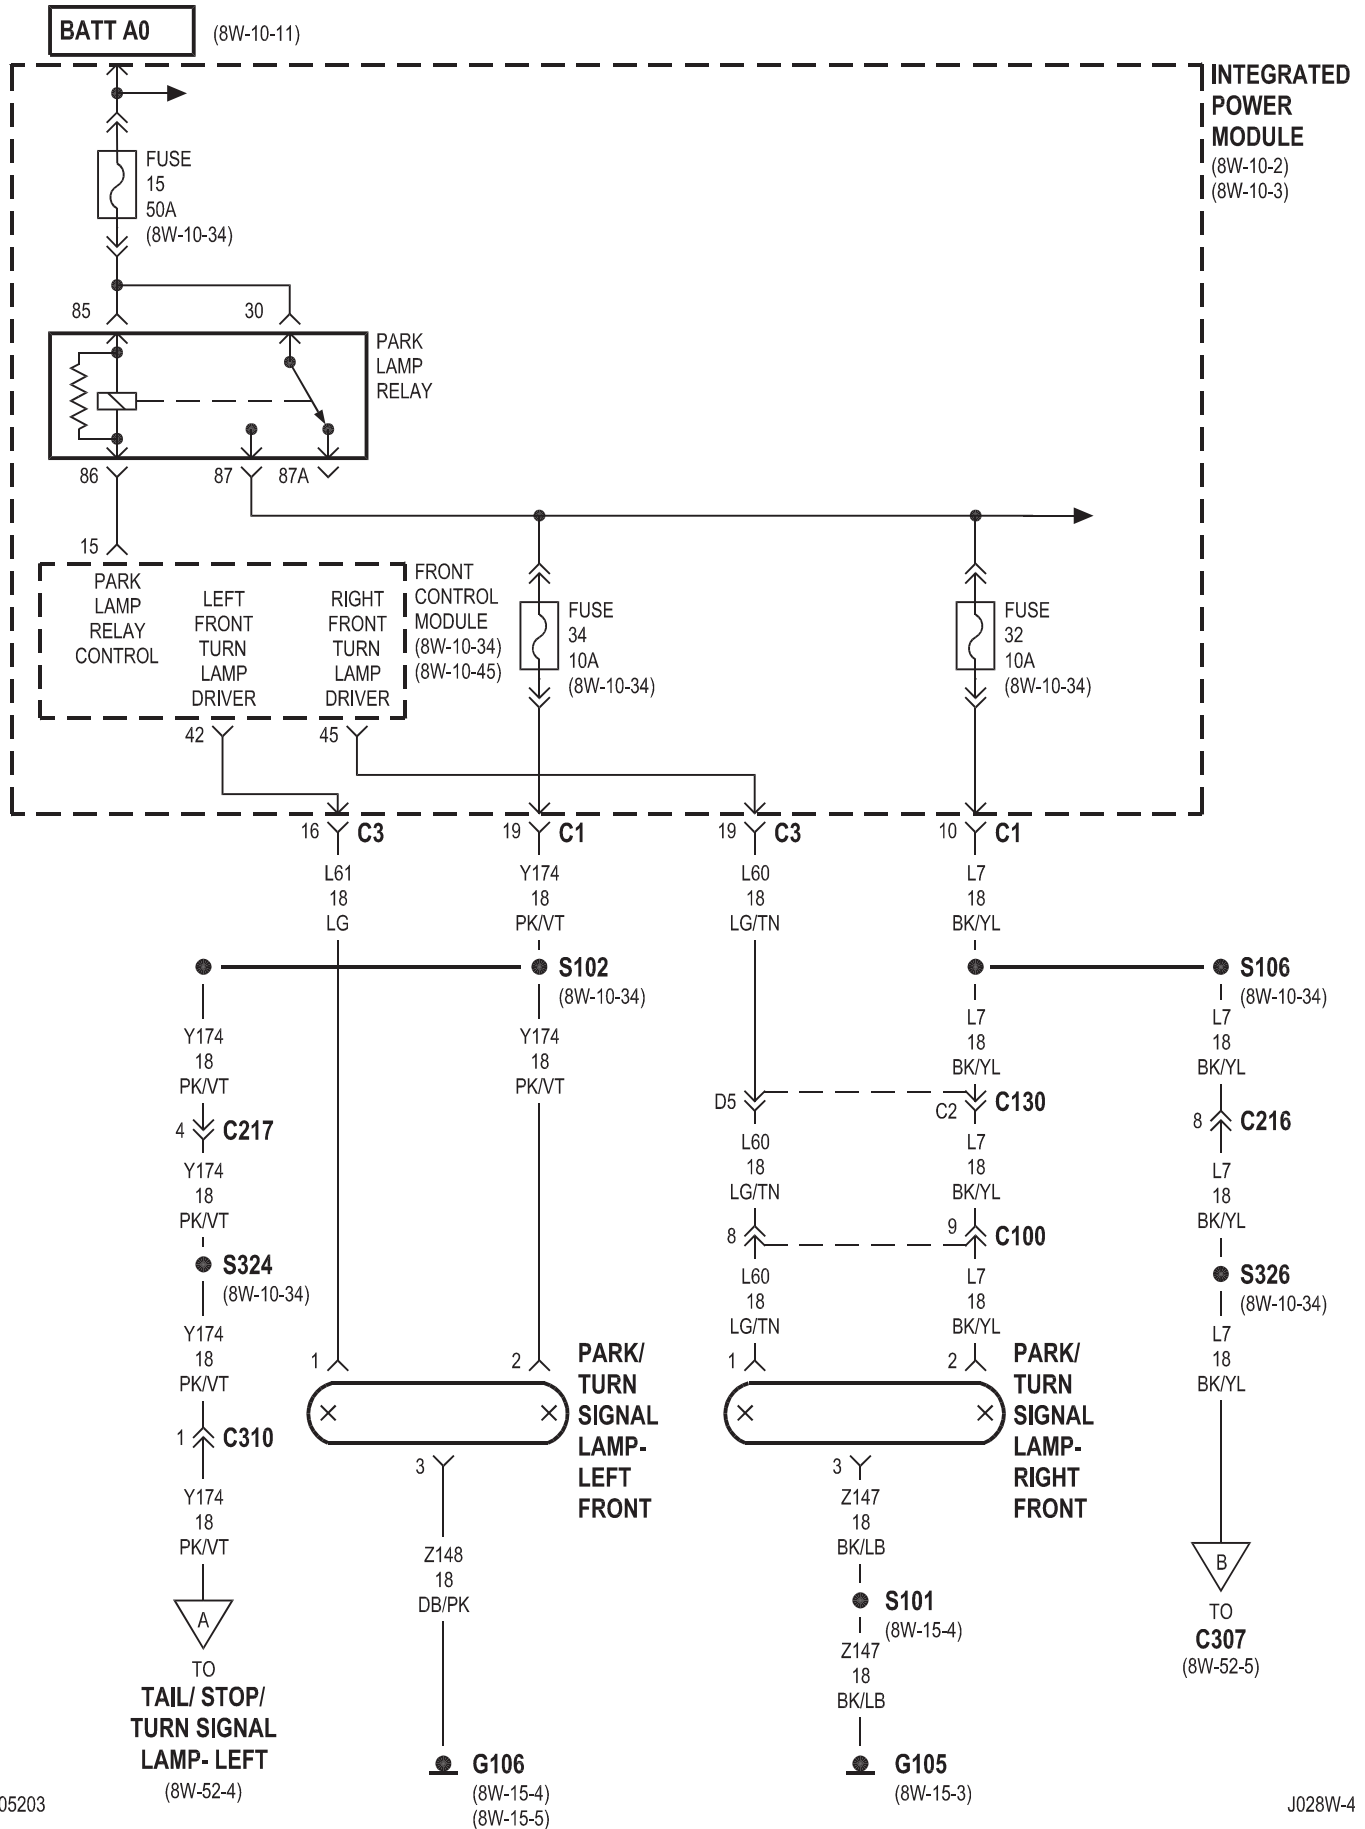 BATT A0
(8W-10-11)
INTEGRATED
POWER
MODULE
(8W-10-2)
(8W-10-3)
FUSE
15
50A
(8W-10-34)
85
30
PARK
LAMP
RELAY
86
87
87A
15
PARK
LAMP
RELAY
CONTROL
LEFT
FRONT
TURN
LAMP
DRIVER
RIGHT
FRONT
TURN
LAMP
DRIVER
FRONT
CONTROL
MODULE
(8W-10-34)
(8W-10-45)
FUSE
34
10A
(8W-10-34)
FUSE
32
10A
(8W-10-34)
42
45
16 C3
19 C1
19 C3
10 C1
L61
18
LG
Y174
18
PK/VT
L60
18
LG/TN
L7
18
BK/YL
S102
(8W-10-34)
S106
(8W-10-34)
Y174
18
PK/VT
Y174
18
PK/VT
L7
18
BK/YL
L7
18
BK/YL
D5
C2 C130
4 C217
8 C216
Y174
18
PK/VT
L60
18
LG/TN
L7
18
BK/YL
L7
18
BK/YL
8
9 C100
S324
(8W-10-34)
S326
(8W-10-34)
Y174
18
PK/VT
L60
18
LG/TN
L7
18
BK/YL
L7
18
BK/YL
1
2
PARK/
TURN
SIGNAL
LAMP-
LEFT
FRONT
1
2
PARK/
TURN
SIGNAL
LAMP-
RIGHT
FRONT
1 C310
3
3
Y174
18
PK/VT
Z148
18
DB/PK
Z147
18
BK/LB
S101
(8W-15-4)
Z147
18
BK/LB
A
TO
TAIL/ STOP/
TURN SIGNAL
LAMP- LEFT
(8W-52-4)
B
TO
C307
(8W-52-5)
G106
(8W-15-4)
(8W-15-5)
G105
(8W-15-3)
05203
J028W-4